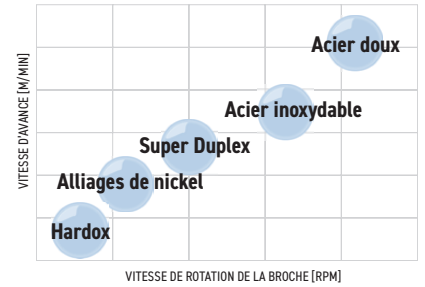 Acier doux
Acier inoxydable
Super Duplex
Alliages de nickel
Hardox
VITESSE D'AVANCE [M/MIN]
VITESSE DE ROTATION DE LA BROCHE [RPM]